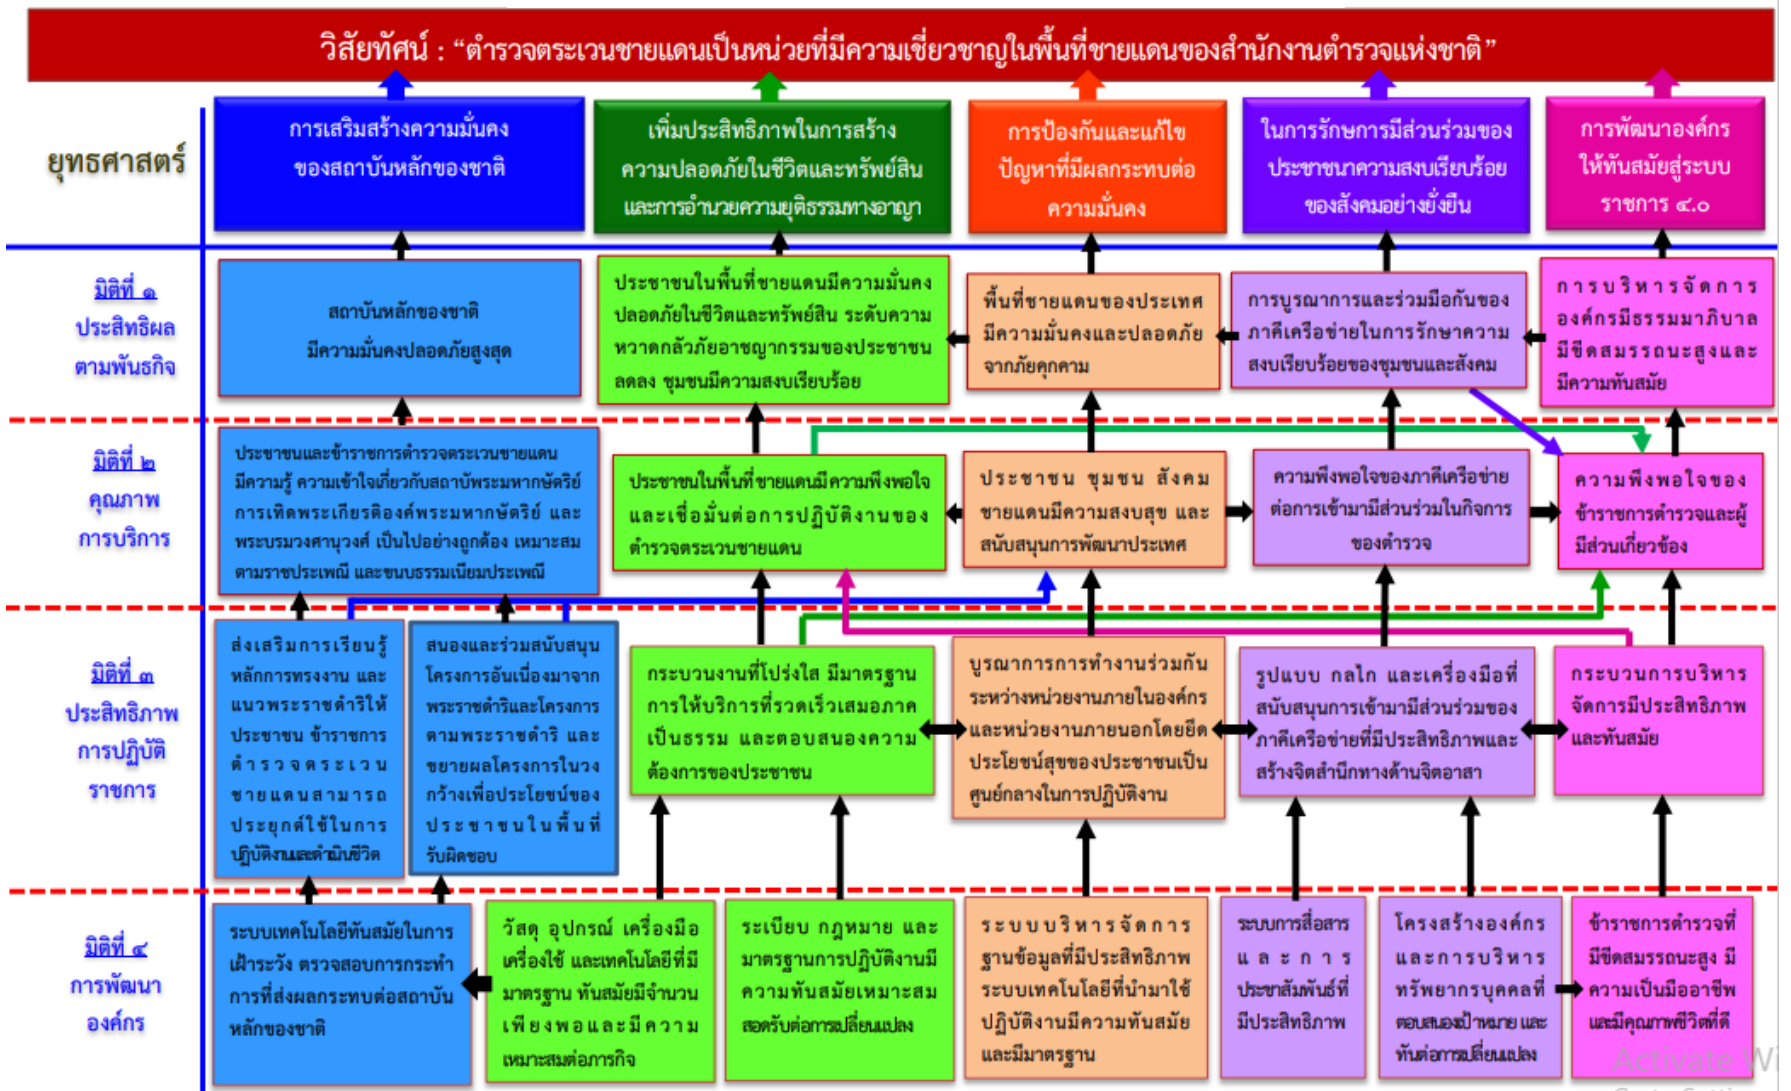 วิสัยทัศน์ : “ตำรวจตระเวนชายแดนเป็นหน่วยที่มีความเชี่ยวชาญในพื้นที่ชายแดนของสำนักงานตำรวจแห่งชาติ”
ยุทธศาสตร์
การเสริมสร้างความมั่นคง
ของสถาบันหลักของชาติ
เพิ่มประสิทธิภาพในการสร้าง
ความปลอดภัยในชีวิตและทรัพย์สิน
และการอำนวยความยุติธรรมทางอาญา
การป้องกันและแก้ไข
ปัญหาที่มีผลกระทบต่อ
ความมั่นคง
ในการรักษการมีส่วนร่วมของ
ประชาชนาความสงบเรียบร้อย
ของสังคมอย่างยั่งยืน
การพัฒนาองค์กร
ให้ทันสมัยสู่ระบบ
ราชการ ๔.๐
มิติที่ ๑
ประสิทธิผล
ตามพันธกิจ
สถาบันหลักของชาติ
มีความมั่นคงปลอดภัยสูงสุด
ประชาชนในพื้นที่ชายแดนมีความมั่นคง
ปลอดภัยในชีวิตและทรัพย์สิน ระดับความ
หวาดกลัวภัยอาชญากรรมของประชาชน
ลดลง ชุมชนมีความสงบเรียบร้อย
พื้นที่ชายแดนของประเทศ
มีความมั่นคงและปลอดภัย
จากภัยคุกคาม
การบูรณาการและร่วมมือกันของ
ภาคีเครือข่ายในการรักษาความ
สงบเรียบร้อยของชุมชนและสังคม
การบริหารจัดการ
องค์กรมีธรรมมาภิบาล
มีขีดสมรรถนะสูงและ
มีความทันสมัย
มิติที่ ๒
คุณภาพ
การบริการ
ประชาชนและข้าราชการตำรวจตระเวนชายแดน
มีความรู้ ความเข้าใจเกี่ยวกับสถาบัพระมหากษัตริย์
การเทิดพระเกียรติองค์พระมหากษัตริย์ และ
พระบรมวงศานุวงศ์ เป็นไปอย่างถูกต้อง เหมาะสม
ตามราชประเพณี และขนบธรรมเนียมประเพณี
ประชาชนในพื้นที่ชายแดนมีความพึงพอใจ
และเชื่อมั่นต่อการปฏิบัติงานของ
ตำรวจตระเวนชายแดน
ประชาชน ชุมชน สังคม
ชายแดนมีความสงบสุข และ
สนับสนุนการพัฒนาประเทศ
ความพึงพอใจของภาคีเครือข่าย
ต่อการเข้ามามีส่วนร่วมในกิจการ
ของตำรวจ
ความพึงพอใจของ
ข้าราชการตำรวจและผู้
มีส่วนเกี่ยวข้อง
มิติที่ ๓
ประสิทธิภาพ
การปฏิบัติ
ราชการ
ส่งเสริมการเรียนรู้
หลักการทรงงาน และ
แนวพระราชดำริให้
ประชาชน ข้าราชการ
ตำรวจตระเวน
ชายแดนสามารถ
ประยุกต์ใช้ในการ
ปฏิบัติงานและดำเนินชีวิต
สนองและร่วมสนับสนุน
โครงการอันเนื่องมาจาก
พระราชดำริและโครงการ
ตามพระราชดำริ และ
ขยายผลโครงการในวง
กว้างเพื่อประโยชน์ของ
ประชาชนในพื้นที่
รับผิดชอบ
กระบวนงานที่โปร่งใส มีมาตรฐาน
การให้บริการที่รวดเร็วเสมอภาค
เป็นธรรม และตอบสนองความ
ต้องการของประชาชน
บูรณาการการทำงานร่วมกัน
ระหว่างหน่วยงานภายในองค์กร
และหน่วยงานภายนอกโดยยึด
ประโยชน์สุขของประชาชนเป็น
ศูนย์กลางในการปฏิบัติงาน
รูปแบบ กลไก และเครื่องมือที่
สนับสนุนการเข้ามามีส่วนร่วมของ
ภาคีเครือข่ายที่มีประสิทธิภาพและ
สร้างจิตสำนึกทางด้านจิตอาสา
กระบวนการบริหาร
จัดการมีประสิทธิภาพ
และทันสมัย
มิติที่ ๔
การพัฒนา
องค์กร
ระบบเทคโนโลยีทันสมัยในการ
เฝ้าระวัง ตรวจสอบการกระทำ
การที่ส่งผลกระทบต่อสถาบัน
หลักของชาติ
วัสดุ อุปกรณ์ เครื่องมือ
เครื่องใช้ และเทคโนโลยีที่มี
มาตรฐาน ทันสมัยมีจำนวน
เพียงพอและมีความ
เหมาะสมต่อภารกิจ
ระเบียบ กฎหมาย และ
มาตรฐานการปฏิบัติงานมี
ความทันสมัยเหมาะสม
สอดรับต่อการเปลี่ยนแปลง
ระบบบริหารจัดการ
ฐานข้อมูลที่มีประสิทธิภาพ
ระบบเทคโนโลยีที่นำมาใช้
ปฏิบัติงานมีความทันสมัย
และมีมาตรฐาน
ระบบการสื่อสาร
และการ
ประชาสัมพันธ์ที่
มีประสิทธิภาพ
โครงสร้างองค์กร
และการบริหาร
ทรัพยากรบุคคลที่
ตอบสนองเป้าหมาย และ
ทันต่อการเปลี่ยนแปลง
ข้าราชการตำรวจที่
มีขีดสมรรถนะสูง มี
ความเป็นมืออาชีพ
และมีคุณภาพชีวิตที่ดี
Activate Wi